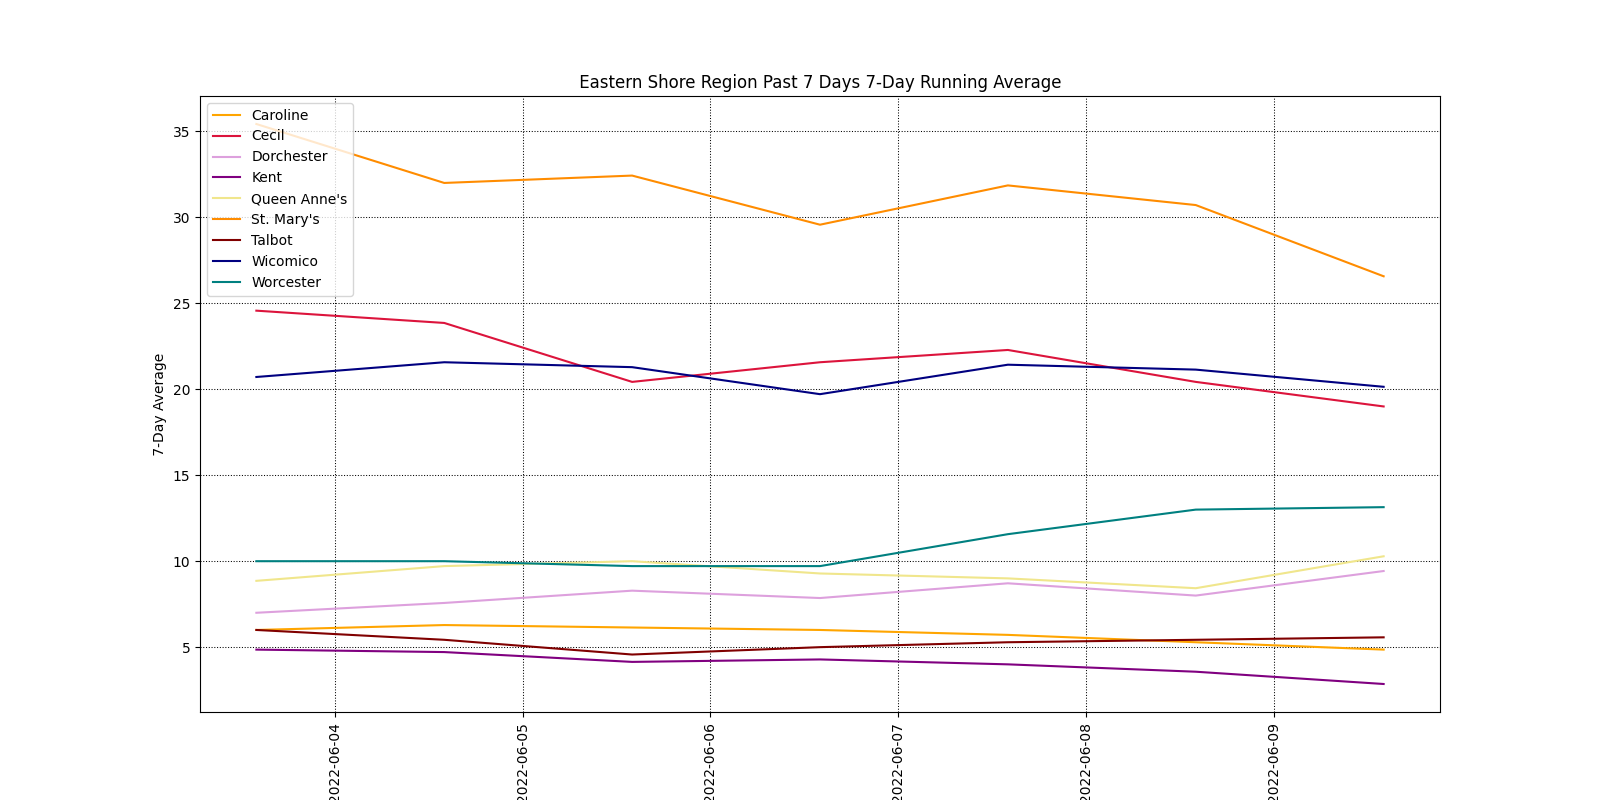 Eastern Shore Region Past 7 Days 7-Day Running Average
Caroline
Cecil
Dorchester
Kent
Queen Anne's
St. Mary's
Talbot
Wicomico
Worcester
7-Day Average
35
30
25
20
15
10
5
2022-06-04
2022-06-05
2022-06-06
2022-06-07
2022-06-08
2022-06-09